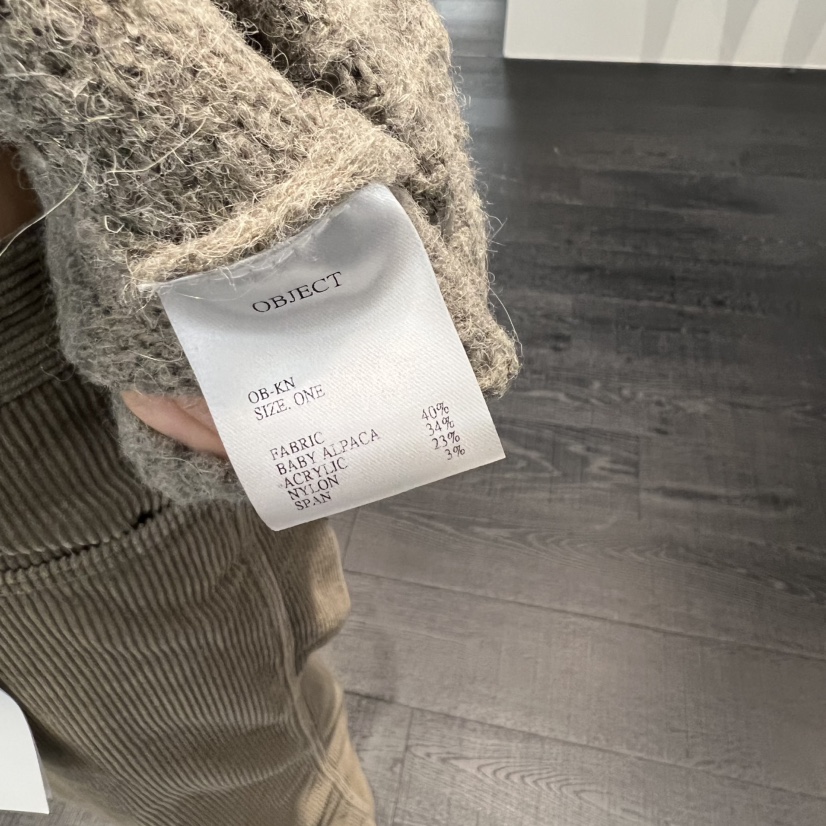 OBJECT
OB-KN
SIZE. ONE
FABRIC
BABY ALPACA 40%
ACRYLIC 34%
NYLON 23%
SPAN 3%